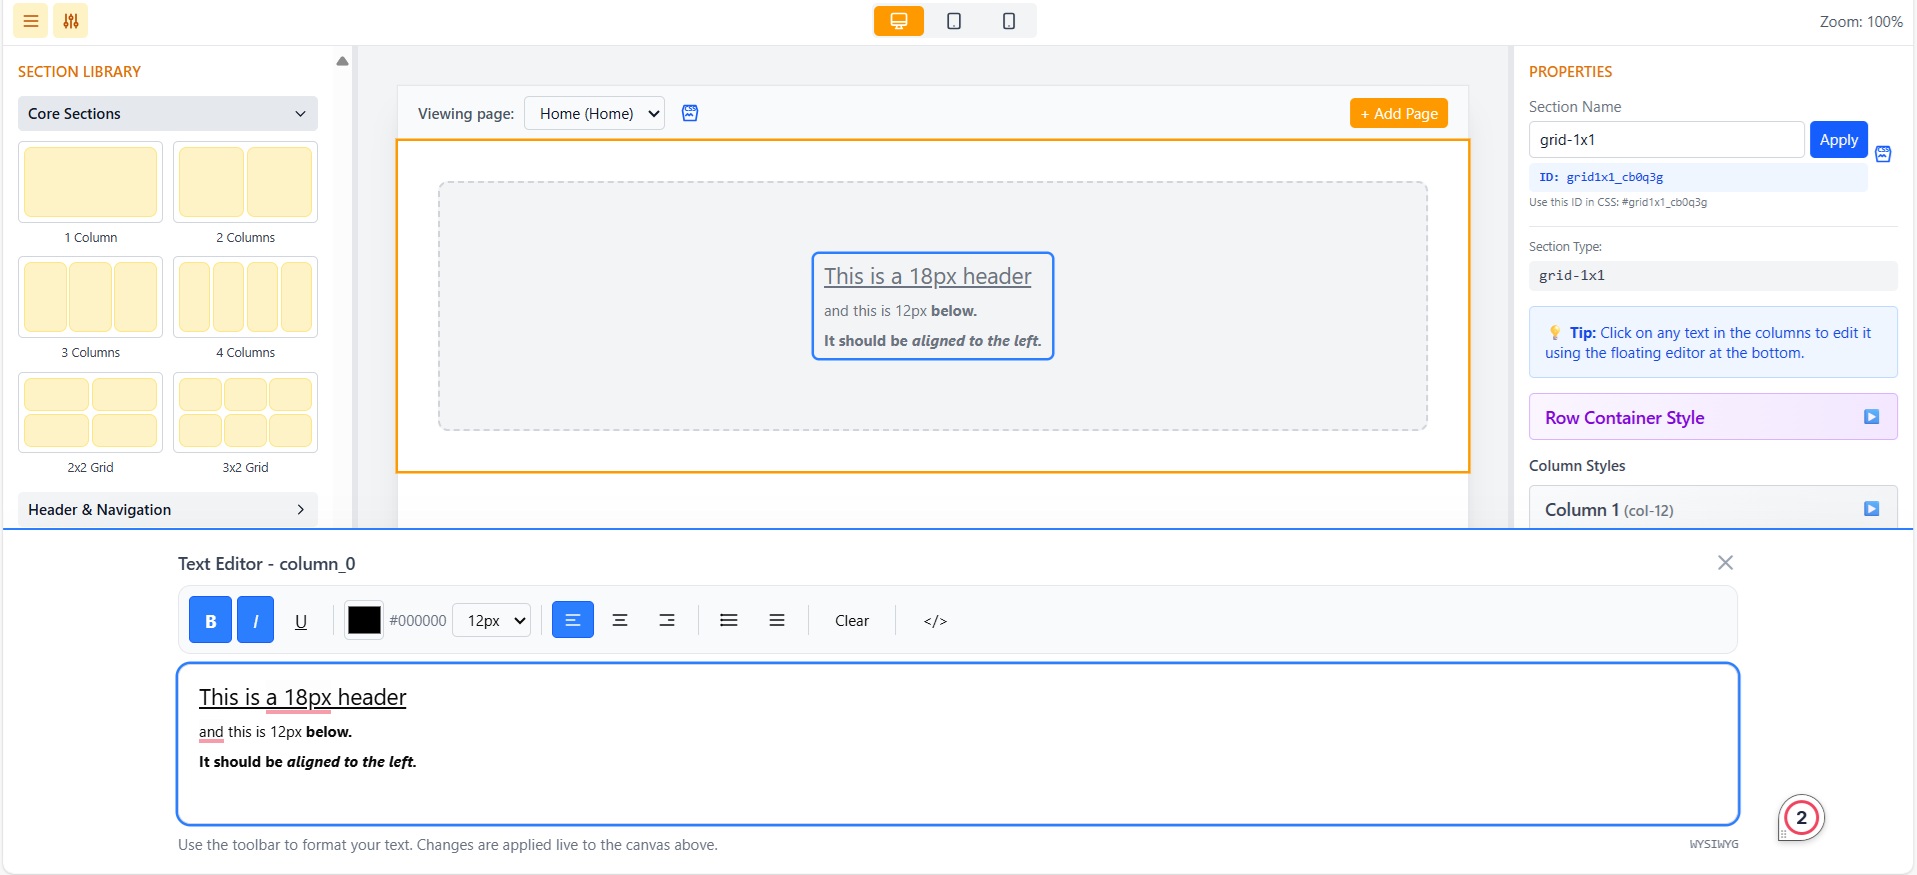 Zoom: 100%
SECTION LIBRARY
Core Sections
1 Column
2 Columns
3 Columns
4 Columns
2x2 Grid
3x2 Grid
Header & Navigation
Viewing page:
Home (Home)
CSS
+ Add Page
This is a 18px header
and this is 12px below.
It should be aligned to the left.
PROPERTIES
Section Name
grid-1x1
Apply
CSS
ID: grid1x1_cb0q3g
Use this ID in CSS: #grid1x1_cb0q3g
Section Type:
grid-1x1
Tip: Click on any text in the columns to edit it
using the floating editor at the bottom.
Row Container Style
Column Styles
Column 1 (col-12)
Text Editor - column_0
B
I
U
#000000
12px
Clear
</>
This is a 18px header
and this is 12px below.
It should be aligned to the left.
Use the toolbar to format your text. Changes are applied live to the canvas above.
WYSIWYG
2